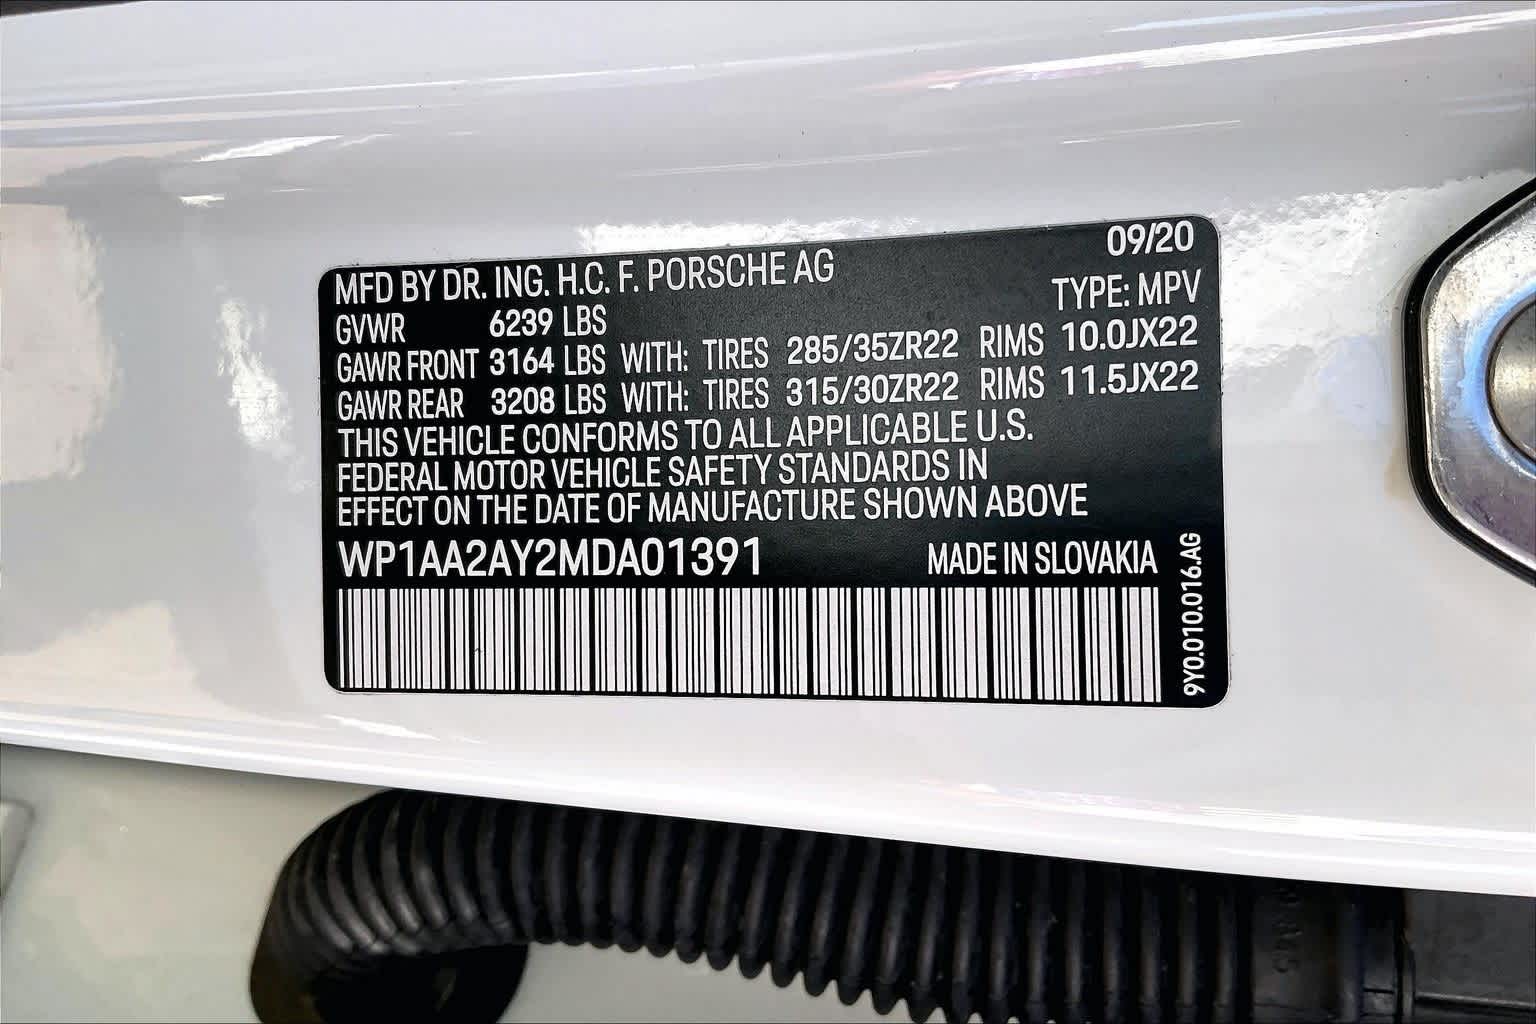 09/20
MFD BY DR. ING. H.C. F. PORSCHE AG TYPE: MPV
GVWR 6239 LBS
GAWR FRONT 3164 LBS WITH: TIRES 285/35ZR22 RIMS 10.0JX22
GAWR REAR 3208 LBS WITH: TIRES 315/30ZR22 RIMS 11.5JX22
THIS VEHICLE CONFORMS TO ALL APPLICABLE U.S.
FEDERAL MOTOR VEHICLE SAFETY STANDARDS IN
EFFECT ON THE DATE OF MANUFACTURE SHOWN ABOVE
WP1AA2AY2MDA01391 MADE IN SLOVAKIA
9Y0.010.016.AG